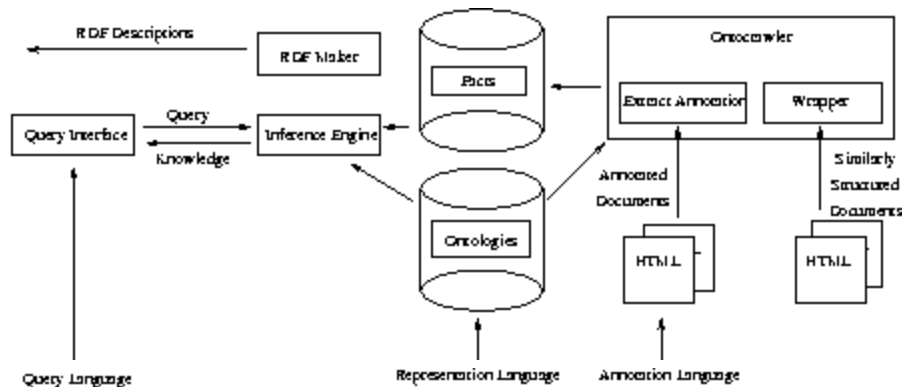 RDF Descriptions
RDF Maker
Facts
Ontocrawler
Extract Annotation
Wrapper
Query Interface
Query
Knowledge
Inference Engine
Ontologies
Annotated
Documents
Similarly
Structured
Documents
HTML
HTML
Query Language
Representation Language
Annotation Language